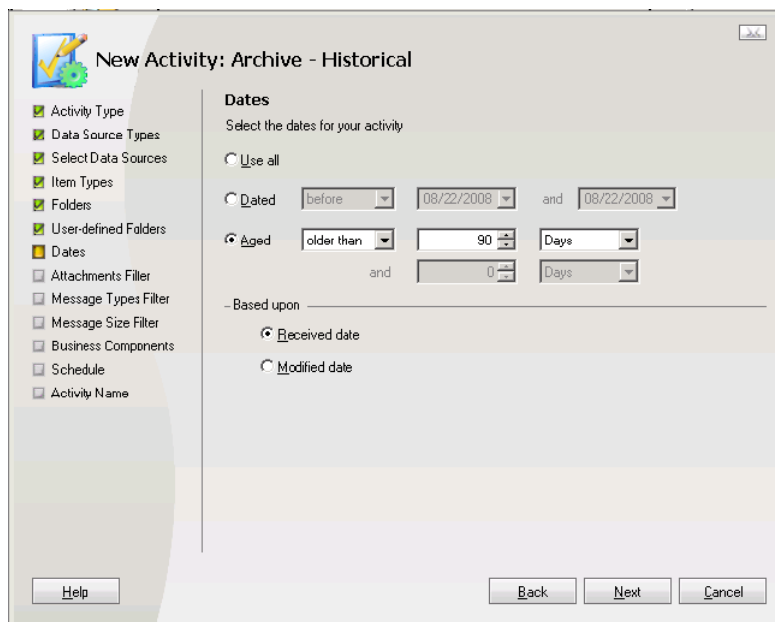 New Activity: Archive - Historical
Activity Type
Data Source Types
Select Data Sources
Item Types
Folders
User-defined Folders
Dates
Attachments Filter
Message Types Filter
Message Size Filter
Business Components
Schedule
Activity Name
Dates
Select the dates for your activity
Use all
Dated before 08/22/2008 and 08/22/2008
Aged older than 90 Days
and 0 Days
Based upon
Received date
Modified date
Help Back Next Cancel